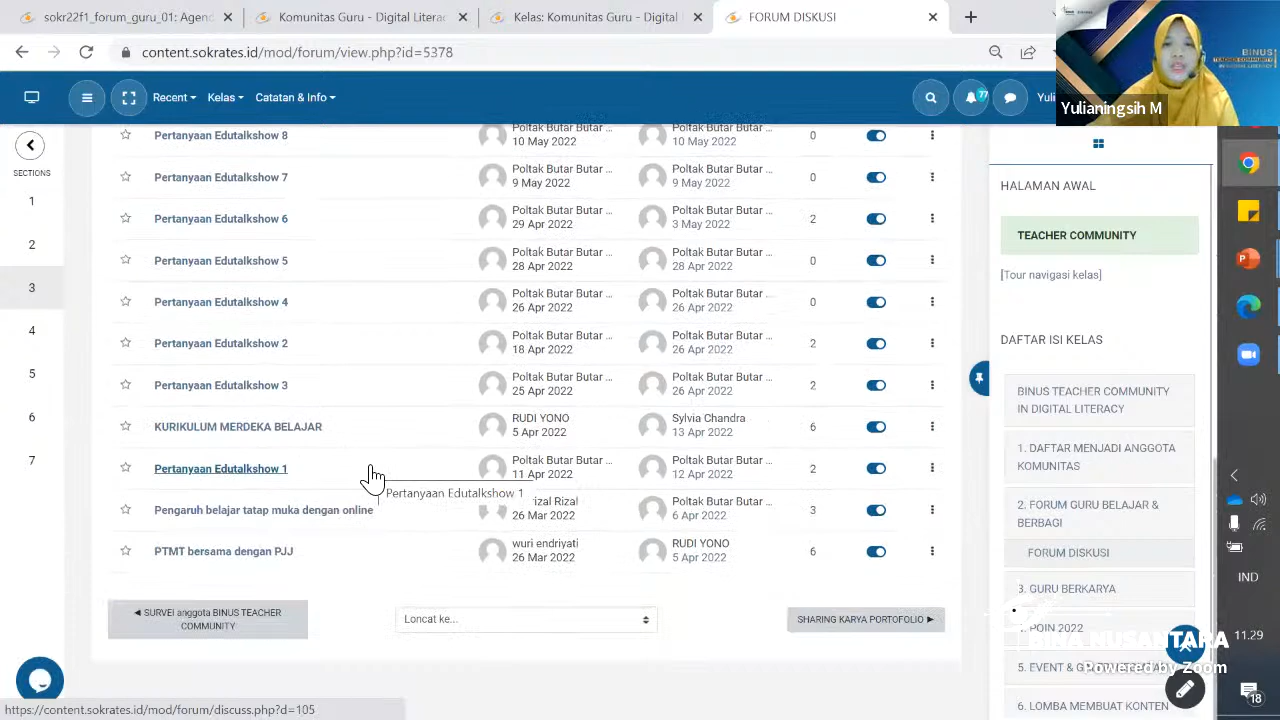 sokr22f1_forum_guru_01: Agen
Komunitas Guru Digital Literac
Kelas: Komunitas Guru - Digital
FORUM DISKUSI
content.sokrates.id/mod/forum/view.php?id=5378
BINUS
TEACHER COMMUNITY
Yulianingsih M
Recent
Kelas
Catatan & Info
77
Yuli
SECTIONS
1
2
3
4
5
6
7
Pertanyaan Edutalkshow 8
Poltak Butar Butar ...
10 May 2022
Poltak Butar Butar ...
10 May 2022
0
Pertanyaan Edutalkshow 7
Poltak Butar Butar ...
9 May 2022
Poltak Butar Butar ...
9 May 2022
0
Pertanyaan Edutalkshow 6
Poltak Butar Butar ...
29 Apr 2022
Poltak Butar Butar ...
3 May 2022
2
Pertanyaan Edutalkshow 5
Poltak Butar Butar ...
28 Apr 2022
Poltak Butar Butar ...
28 Apr 2022
0
Pertanyaan Edutalkshow 4
Poltak Butar Butar ...
26 Apr 2022
Poltak Butar Butar ...
26 Apr 2022
0
Pertanyaan Edutalkshow 2
Poltak Butar Butar ...
18 Apr 2022
Poltak Butar Butar ...
26 Apr 2022
2
Pertanyaan Edutalkshow 3
Poltak Butar Butar ...
25 Apr 2022
Poltak Butar Butar ...
26 Apr 2022
2
KURIKULUM MERDEKA BELAJAR
RUDI YONO
5 Apr 2022
Sylvia Chandra
13 Apr 2022
6
Pertanyaan Edutalkshow 1
Poltak Butar Butar ...
11 Apr 2022
Poltak Butar Butar ...
12 Apr 2022
2
Pertanyaan Edutalkshow 1
Pengaruh belajar tatap muka dengan online
rizal Rizal
26 Mar 2022
Poltak Butar Butar ...
6 Apr 2022
3
PTMT bersama dengan PJJ
wuri endriyati
26 Mar 2022
RUDI YONO
5 Apr 2022
6
◀ SURVEI anggota BINUS TEACHER
COMMUNITY
Loncat ke...
SHARING KARYA PORTOFOLIO ▶
HALAMAN AWAL
TEACHER COMMUNITY
[Tour navigasi kelas]
DAFTAR ISI KELAS
BINUS TEACHER COMMUNITY
IN DIGITAL LITERACY
1. DAFTAR MENJADI ANGGOTA
KOMUNITAS
2. FORUM GURU BELAJAR &
BERBAGI
FORUM DISKUSI
3. GURU BERKARYA
POIN 2022
NUSANTARA
5. EVENT &
Powered by Zoom
6. LOMBA MEMBUAT KONTEN
IND
11.29
18
https://content.sokrates.id/mod/forum/discuss.php?d=105